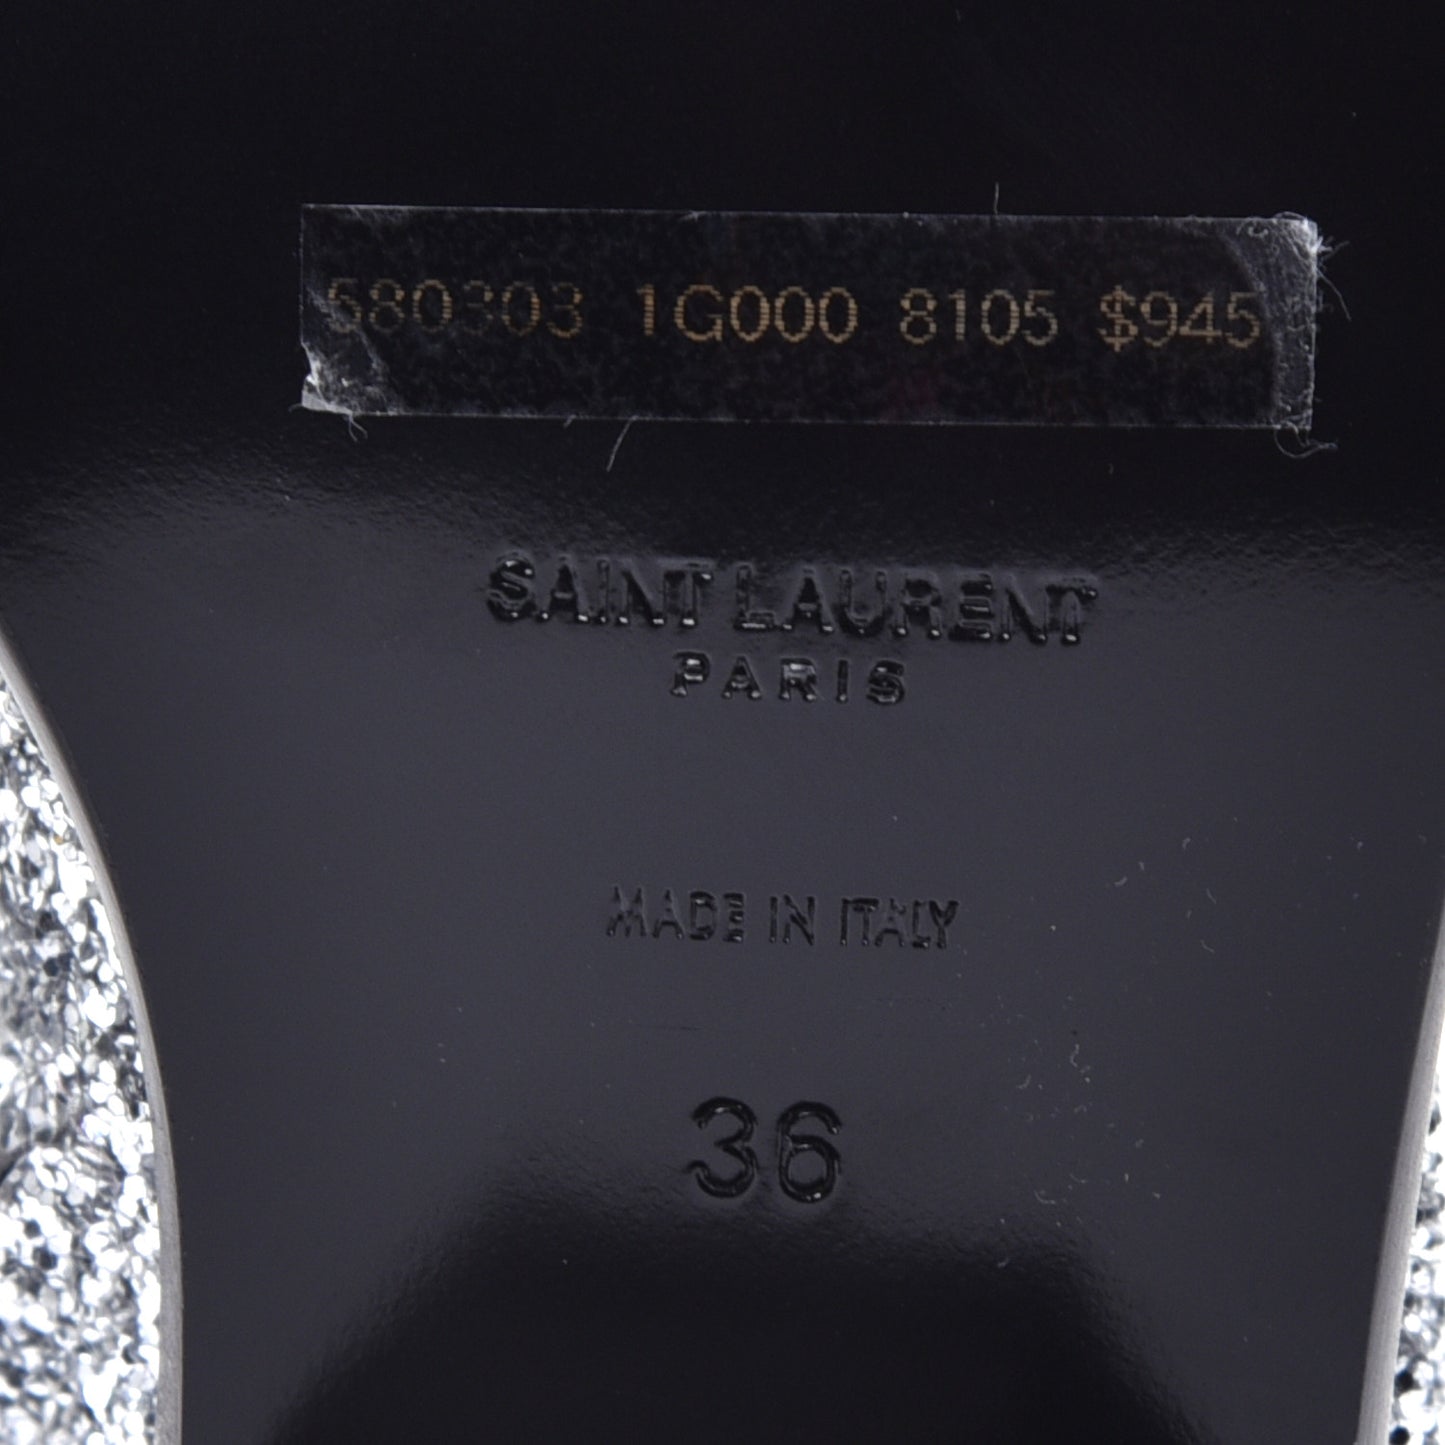 580303 1G000 8105 $945
SAINT LAURENT
PARIS
MADE IN ITALY
36